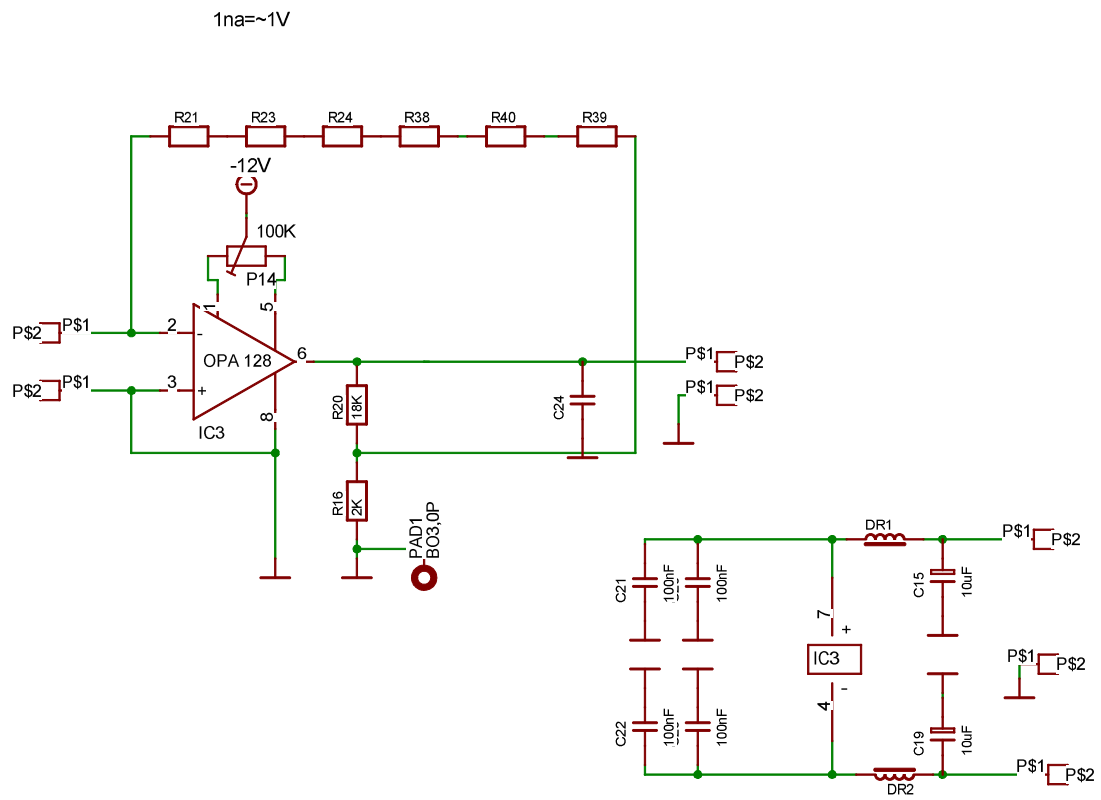 1na=~1V
R21
R23
R24
R38
R40
R39
-12V
100K
P14
1
5
P$2
P$1
2
-
OPA 128
6
P$1
P$2
P$2
P$1
3
+
P$1
P$2
8
IC3
R20
18K
C24
R16
2K
PAD1
BO3,0P
DR1
P$1
P$2
C21
100nF
100nF
C15
10uF
7
+
IC3
P$1
P$2
-
4
C22
100nF
100nF
C19
10uF
P$1
P$2
DR2